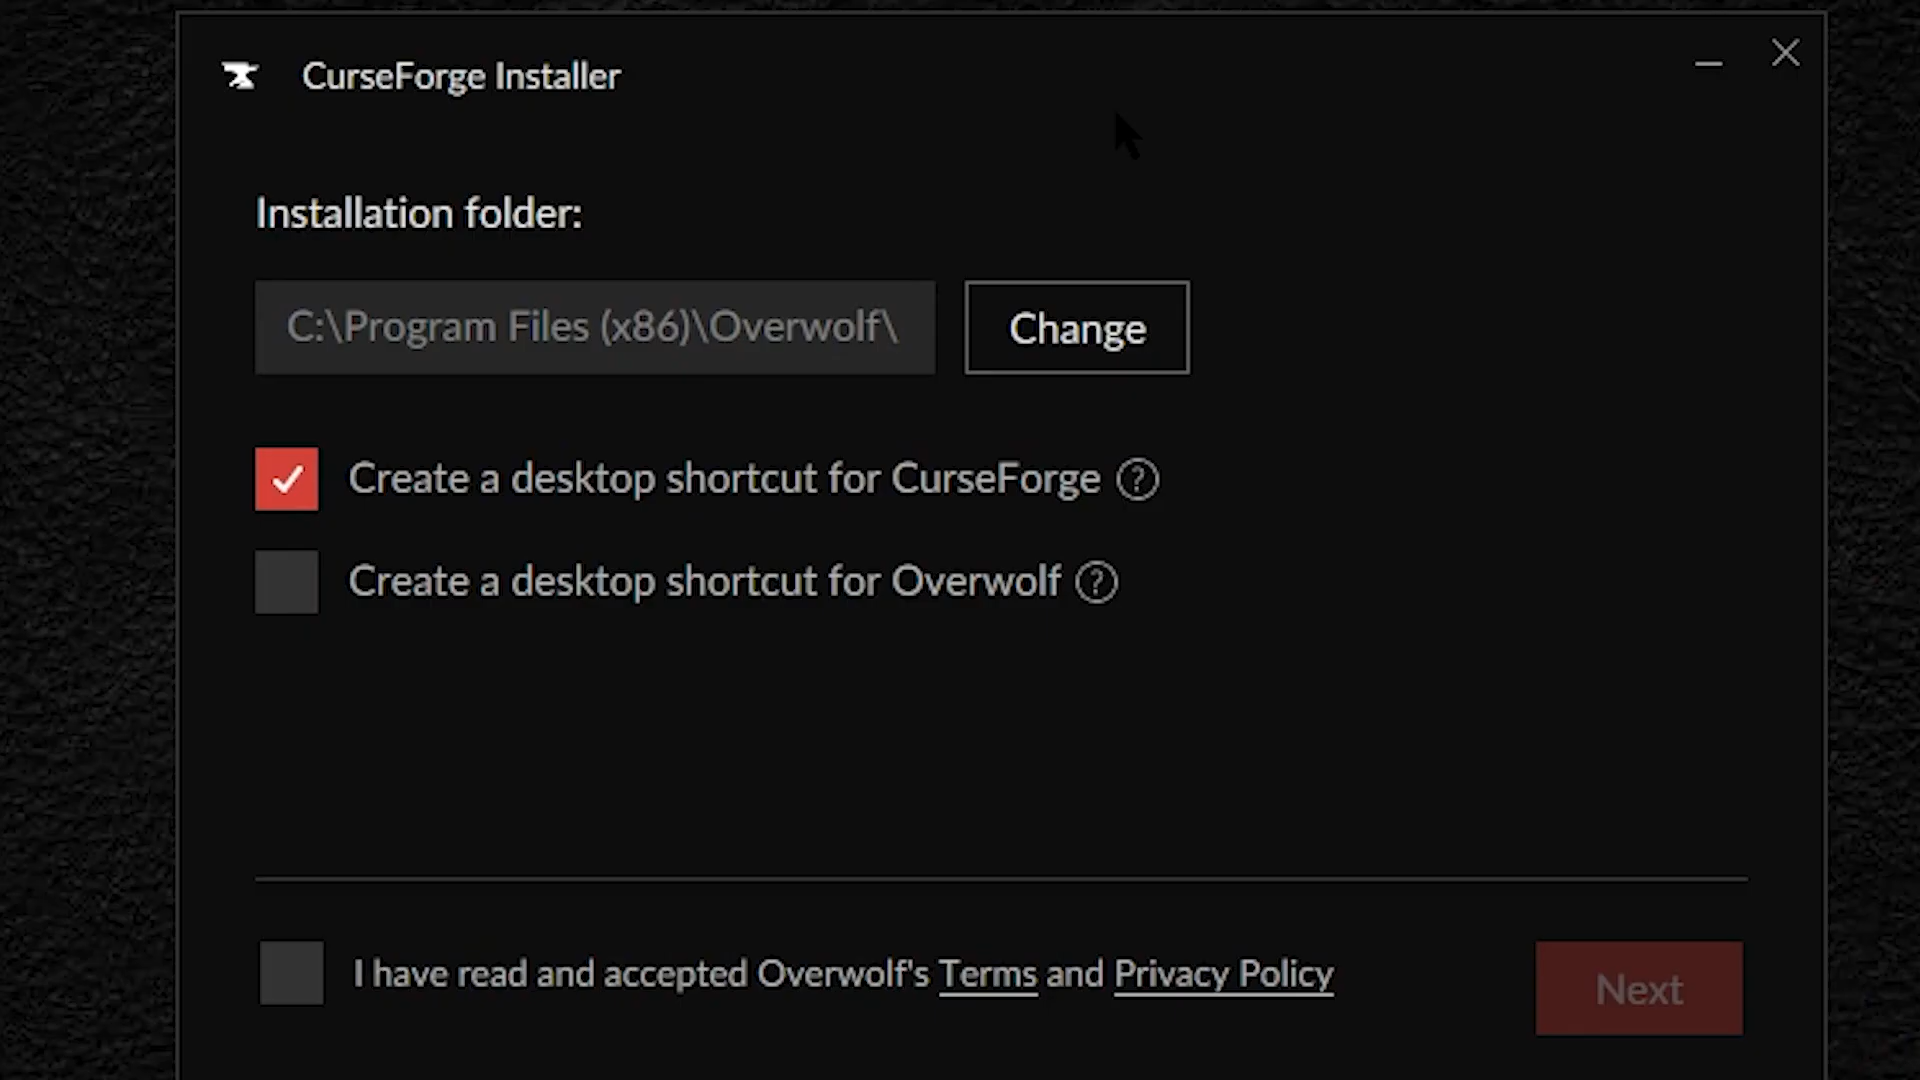 CurseForge Installer
Installation folder:
C:\Program Files (x86)\Overwolf\
Change
Create a desktop shortcut for CurseForge ?
Create a desktop shortcut for Overwolf ?
I have read and accepted Overwolf's Terms and Privacy Policy
Next